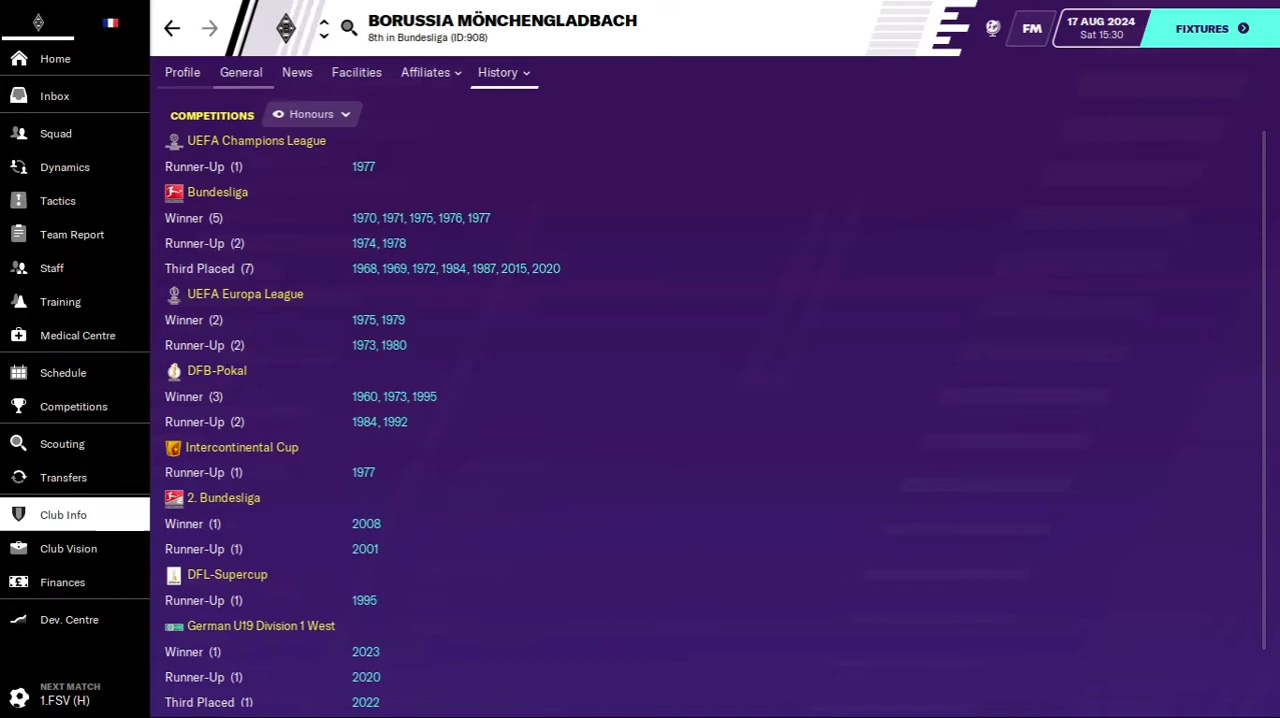 BORUSSIA MÖNCHENGLADBACH
8th in Bundesliga (ID:908)
FM
17 AUG 2024
Sat 15:30
FIXTURES
Home
Inbox
Squad
Dynamics
Tactics
Team Report
Staff
Training
Medical Centre
Schedule
Competitions
Scouting
Transfers
Club Info
Club Vision
Finances
Dev. Centre
NEXT MATCH
1.FSV (H)
Profile General News Facilities Affiliates History
COMPETITIONS Honours
UEFA Champions League
Runner-Up (1) 1977
Bundesliga
Winner (5) 1970, 1971, 1975, 1976, 1977
Runner-Up (2) 1974, 1978
Third Placed (7) 1968, 1969, 1972, 1984, 1987, 2015, 2020
UEFA Europa League
Winner (2) 1975, 1979
Runner-Up (2) 1973, 1980
DFB-Pokal
Winner (3) 1960, 1973, 1995
Runner-Up (2) 1984, 1992
Intercontinental Cup
Runner-Up (1) 1977
2. Bundesliga
Winner (1) 2008
Runner-Up (1) 2001
DFL-Supercup
Runner-Up (1) 1995
German U19 Division 1 West
Winner (1) 2023
Runner-Up (1) 2020
Third Placed (1) 2022